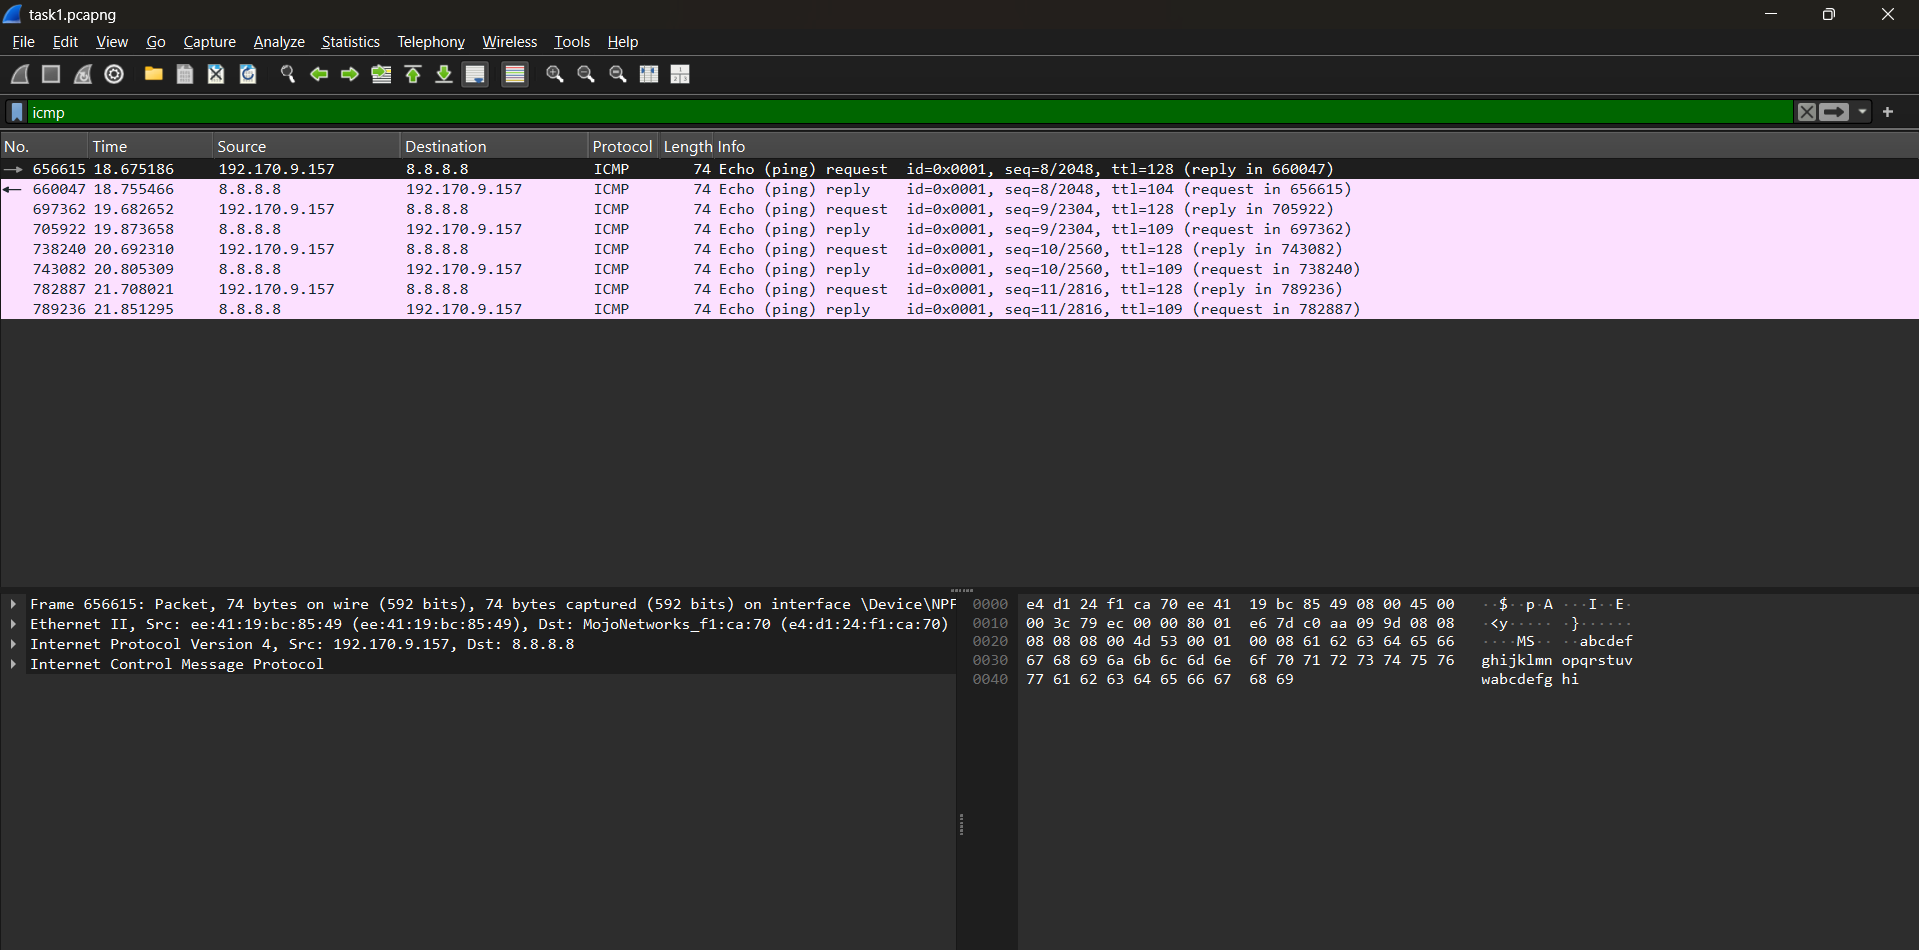 task1.pcapng
File Edit View Go Capture Analyze Statistics Telephony Wireless Tools Help
icmp
No. Time Source Destination Protocol Length Info
656615 18.675186 192.170.9.157 8.8.8.8 ICMP 74 Echo (ping) request id=0x0001, seq=8/2048, ttl=128 (reply in 660047)
660047 18.755466 8.8.8.8 192.170.9.157 ICMP 74 Echo (ping) reply id=0x0001, seq=8/2048, ttl=104 (request in 656615)
697362 19.682652 192.170.9.157 8.8.8.8 ICMP 74 Echo (ping) request id=0x0001, seq=9/2304, ttl=128 (reply in 705922)
705922 19.873658 8.8.8.8 192.170.9.157 ICMP 74 Echo (ping) reply id=0x0001, seq=9/2304, ttl=109 (request in 697362)
738240 20.692310 192.170.9.157 8.8.8.8 ICMP 74 Echo (ping) request id=0x0001, seq=10/2560, ttl=128 (reply in 743082)
743082 20.805309 8.8.8.8 192.170.9.157 ICMP 74 Echo (ping) reply id=0x0001, seq=10/2560, ttl=109 (request in 738240)
782887 21.708021 192.170.9.157 8.8.8.8 ICMP 74 Echo (ping) request id=0x0001, seq=11/2816, ttl=128 (reply in 789236)
789236 21.851295 8.8.8.8 192.170.9.157 ICMP 74 Echo (ping) reply id=0x0001, seq=11/2816, ttl=109 (request in 782887)
Frame 656615: Packet, 74 bytes on wire (592 bits), 74 bytes captured (592 bits) on interface \Device\NPF
Ethernet II, Src: ee:41:19:bc:85:49 (ee:41:19:bc:85:49), Dst: MojoNetworks_f1:ca:70 (e4:d1:24:f1:ca:70)
Internet Protocol Version 4, Src: 192.170.9.157, Dst: 8.8.8.8
Internet Control Message Protocol
0000 e4 d1 24 f1 ca 70 ee 41 19 bc 85 49 08 00 45 00 ··$··p·A ···I··E·
0010 00 3c 79 ec 00 00 80 01 e6 7d c0 aa 09 9d 08 08 ·<y····· ·}······
0020 08 08 08 00 4d 53 00 01 00 08 61 62 63 64 65 66 ····MS·· ··abcdef
0030 67 68 69 6a 6b 6c 6d 6e 6f 70 71 72 73 74 75 76 ghijklmn opqrstuv
0040 77 61 62 63 64 65 66 67 68 69 wabcdefg hi